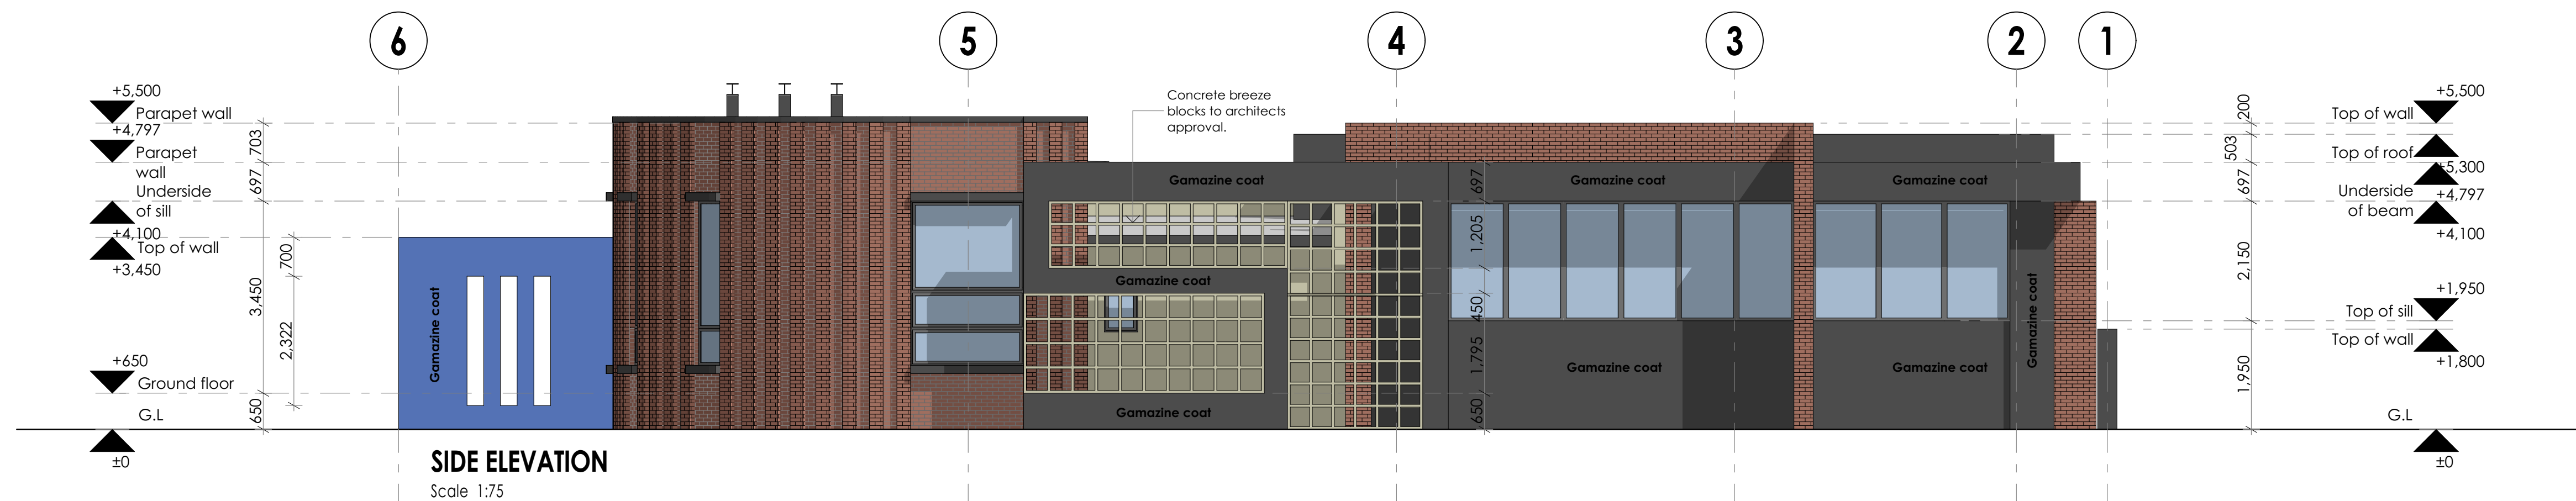 6
5
4
3
2
1
+5,500
Parapet wall
+4,797
Parapet
wall
Underside
of sill
+4,100
Top of wall
+3,450
+650
Ground floor
G.L
±0
703
697
3,450
650
700
2,322
Gamazine coat
Concrete breeze
blocks to architects
approval.
Gamazine coat
Gamazine coat
Gamazine coat
697
1,205
450
1,795
650
Gamazine coat
Gamazine coat
Gamazine coat
Gamazine coat
Gamazine coat
200
503
697
2,150
1,950
+5,500
Top of wall
Top of roof
+5,300
Underside
of beam
+4,797
+4,100
+1,950
Top of sill
Top of wall
+1,800
G.L
±0
SIDE ELEVATION
Scale 1:75